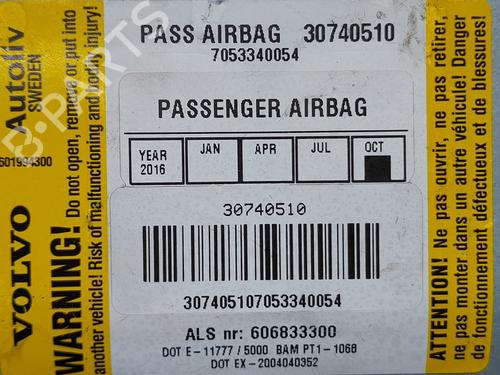 PASS AIRBAG 30740510
7053340054
PASSENGER AIRBAG
YEAR 2016
JAN
APR
JUL
OCT
30740510
307405107053340054
ALS nr: 606833300
DOT E-11777 / 5000 BAM PT1-1068
DOT EX-2004040352
Autoliv
SWEDEN
601994300
VOLVO
WARNING! Do not open, remove or put into
another vehicle! Risk of malfunctioning and body injury!
ATTENTION! Ne pas ouvrir, ne pas retirer,
ne pas monter dans un autre véhicule! Danger
de fonctionnement défectueux et de blessures!
B-PARTS